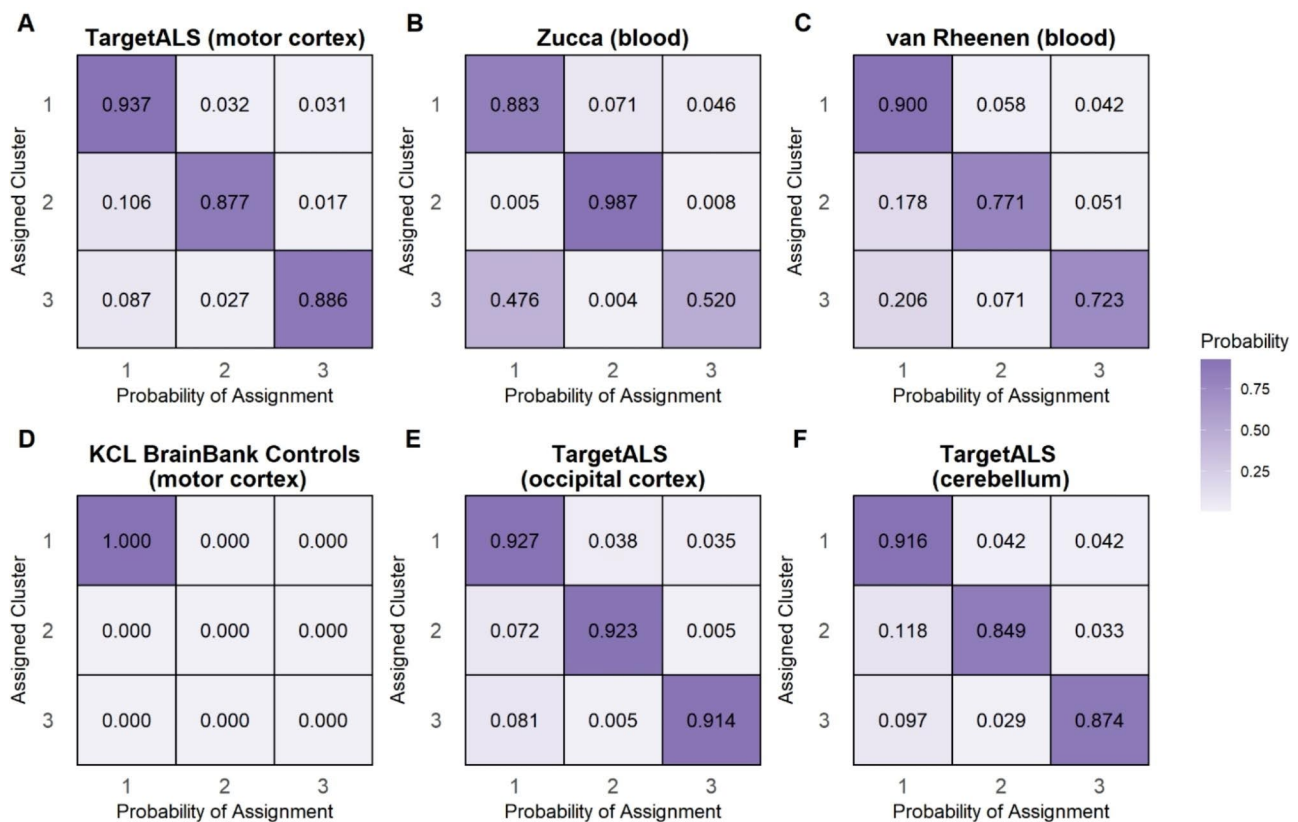 A
TargetALS (motor cortex)
Assigned Cluster
1
0.937 0.032 0.031
2
0.106 0.877 0.017
3
0.087 0.027 0.886
1 2 3
Probability of Assignment
B
Zucca (blood)
Assigned Cluster
1
0.883 0.071 0.046
2
0.005 0.987 0.008
3
0.476 0.004 0.520
1 2 3
Probability of Assignment
C
van Rheenen (blood)
Assigned Cluster
1
0.900 0.058 0.042
2
0.178 0.771 0.051
3
0.206 0.071 0.723
1 2 3
Probability of Assignment
Probability
0.75
0.50
0.25
D
KCL BrainBank Controls
(motor cortex)
Assigned Cluster
1
1.000 0.000 0.000
2
0.000 0.000 0.000
3
0.000 0.000 0.000
1 2 3
Probability of Assignment
E
TargetALS
(occipital cortex)
Assigned Cluster
1
0.927 0.038 0.035
2
0.072 0.923 0.005
3
0.081 0.005 0.914
1 2 3
Probability of Assignment
F
TargetALS
(cerebellum)
Assigned Cluster
1
0.916 0.042 0.042
2
0.118 0.849 0.033
3
0.097 0.029 0.874
1 2 3
Probability of Assignment